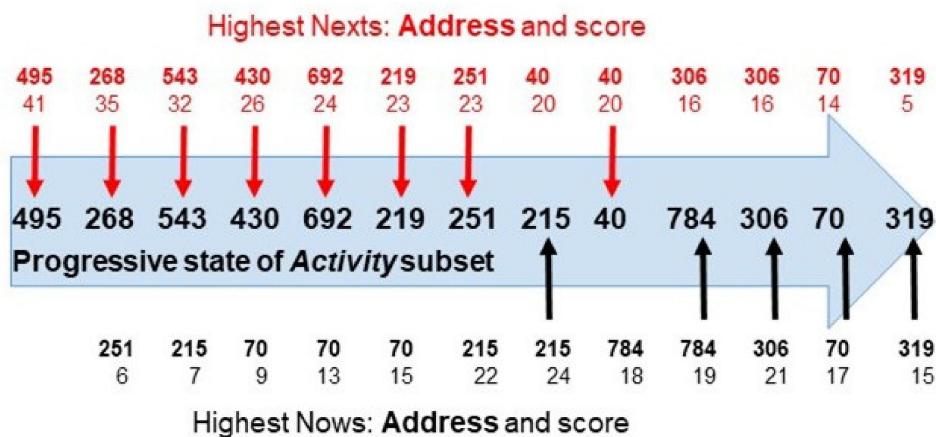 Highest Nexts: Address and score
495 268 543 430 692 219 251 40 40 306 306 70 319
41 35 32 26 24 23 23 20 20 16 16 14 5
495 268 543 430 692 219 251 215 40 784 306 70 319
Progressive state of Activity subset
251 215 70 70 70 215 215 784 784 306 70 319
6 7 9 13 15 22 24 18 19 21 17 15
Highest Nows: Address and score